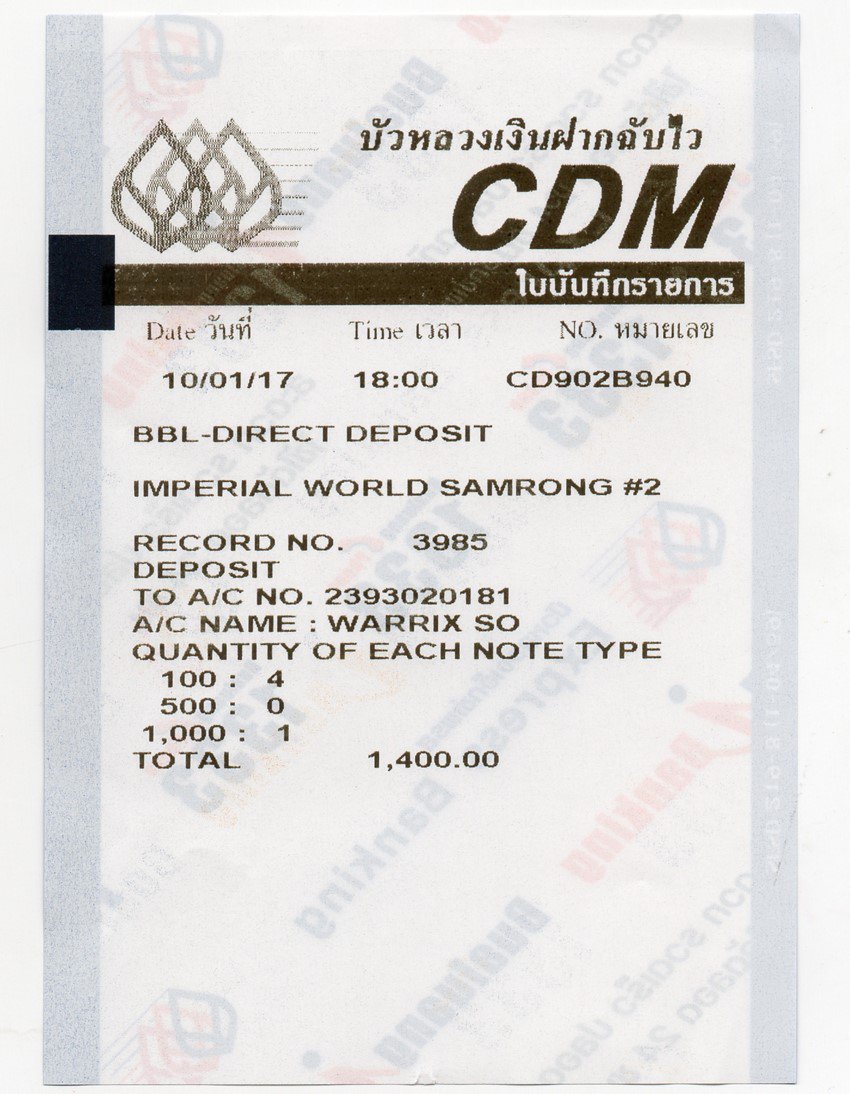 บัวหลวงเงินฝากฉับไว
CDM
ใบบันทึกรายการ
Date วันที่ Time เวลา NO. หมายเลข
10/01/17 18:00 CD902B940
BBL-DIRECT DEPOSIT
IMPERIAL WORLD SAMRONG #2
RECORD NO. 3985
DEPOSIT
TO A/C NO. 2393020181
A/C NAME : WARRIX SO
QUANTITY OF EACH NOTE TYPE
100 : 4
500 : 0
1,000 : 1
TOTAL 1,400.00